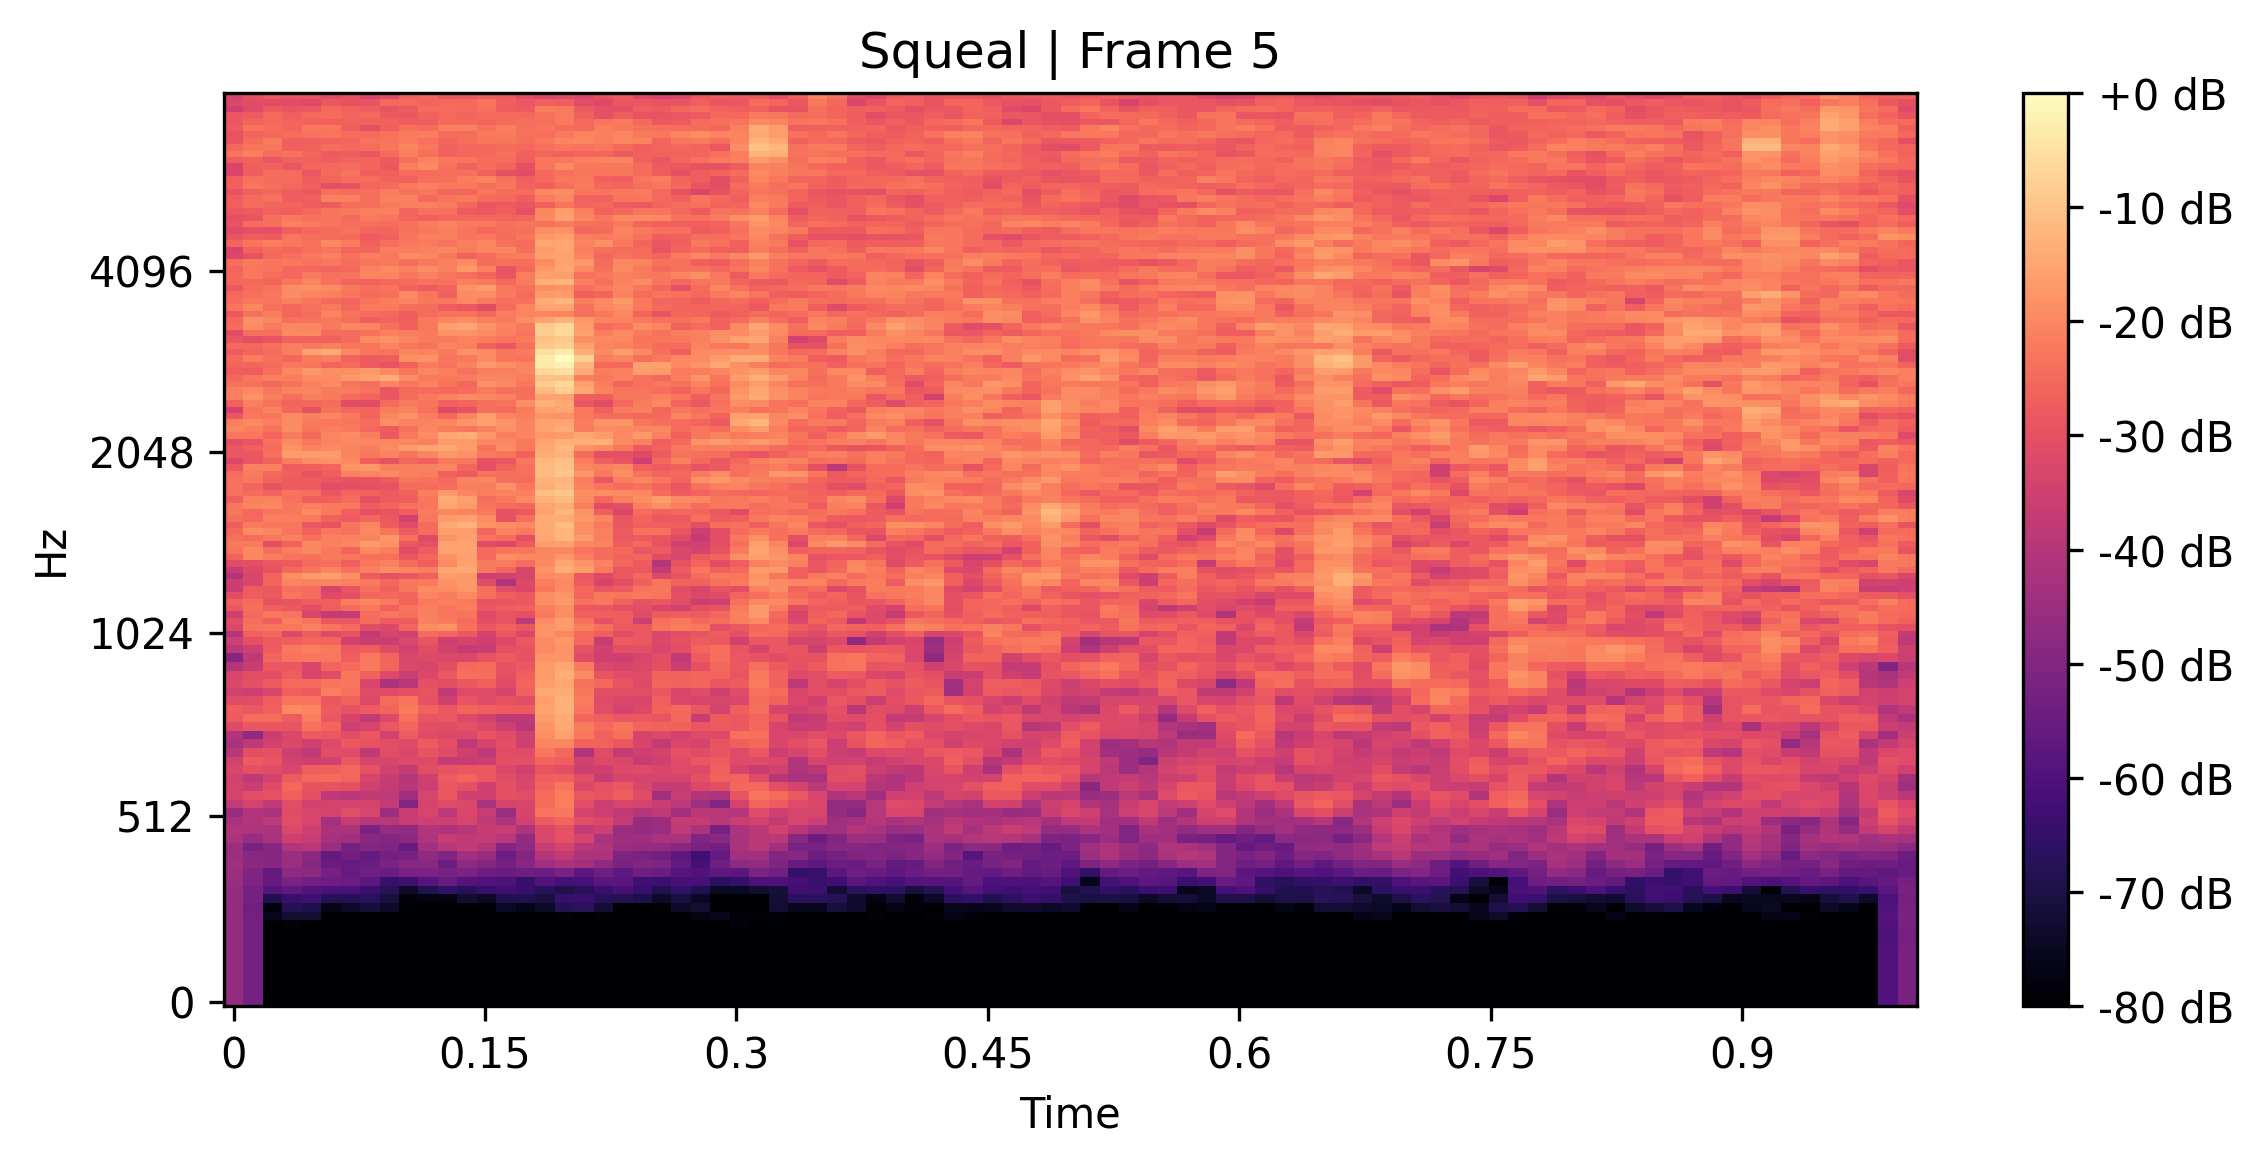 Squeal | Frame 5
Hz
4096
2048
1024
512
0
0 0.15 0.3 0.45 0.6 0.75 0.9
Time
+0 dB
-10 dB
-20 dB
-30 dB
-40 dB
-50 dB
-60 dB
-70 dB
-80 dB